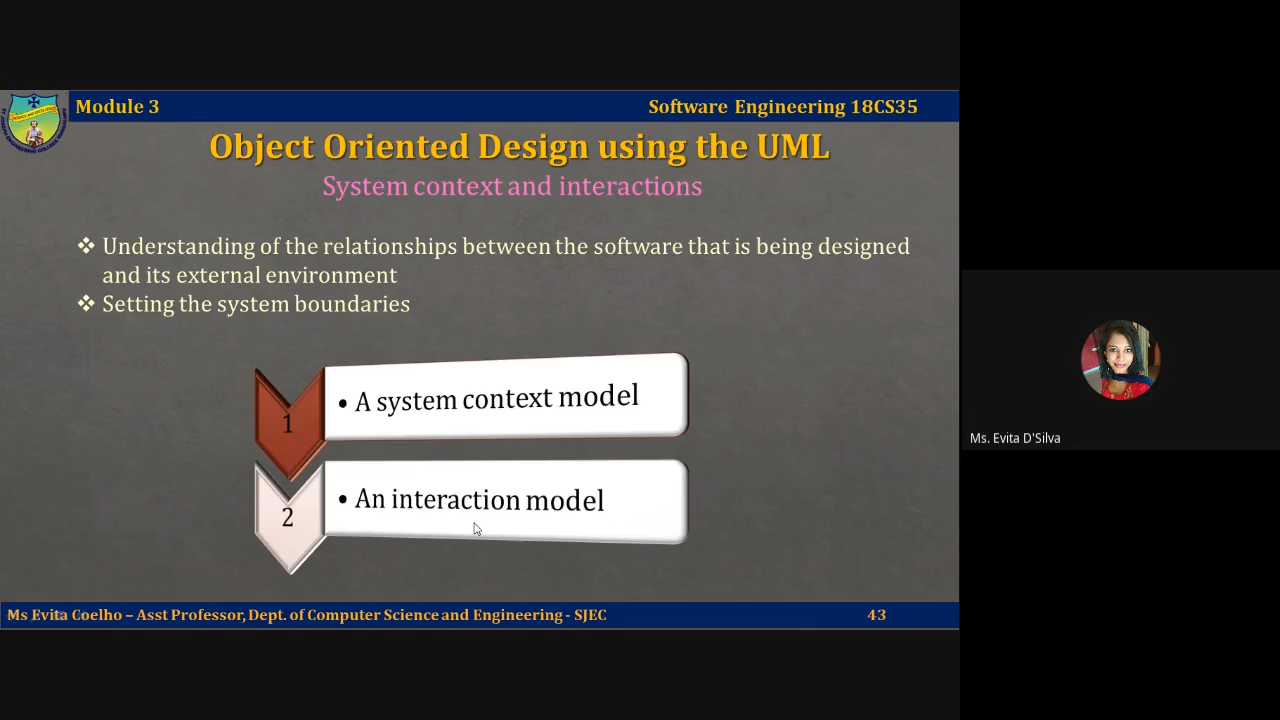 Module 3
Software Engineering 18CS35
Object Oriented Design using the UML
System context and interactions
❖ Understanding of the relationships between the software that is being designed
and its external environment
❖ Setting the system boundaries
1
• A system context model
2
• An interaction model
Ms. Evita D'Silva
Ms Evita Coelho – Asst Professor, Dept. of Computer Science and Engineering - SJEC
43